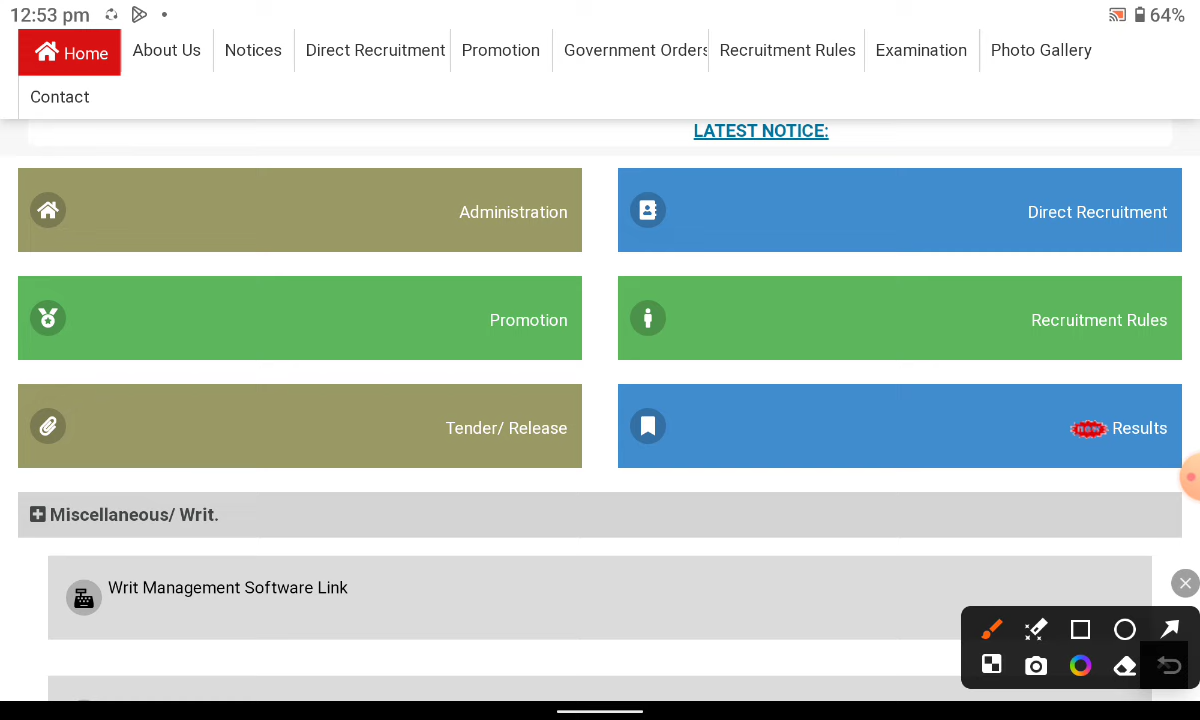 12:53 pm
64%
Home
About Us
Notices
Direct Recruitment
Promotion
Government Orders
Recruitment Rules
Examination
Photo Gallery
Contact
LATEST NOTICE:
Administration
Direct Recruitment
Promotion
Recruitment Rules
Tender/ Release
new Results
Miscellaneous/ Writ.
Writ Management Software Link